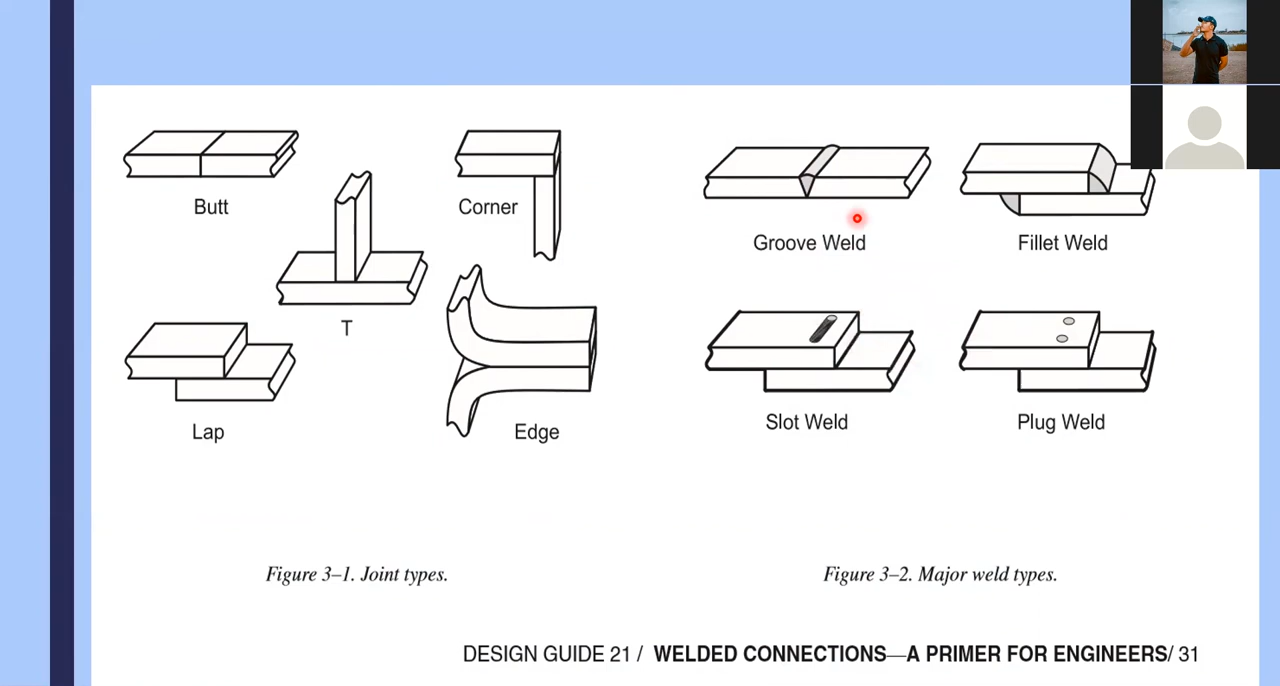 Butt
Corner
T
Lap
Edge
Figure 3–1. Joint types.
Groove Weld
Fillet Weld
Slot Weld
Plug Weld
Figure 3–2. Major weld types.
DESIGN GUIDE 21 / WELDED CONNECTIONS—A PRIMER FOR ENGINEERS/ 31